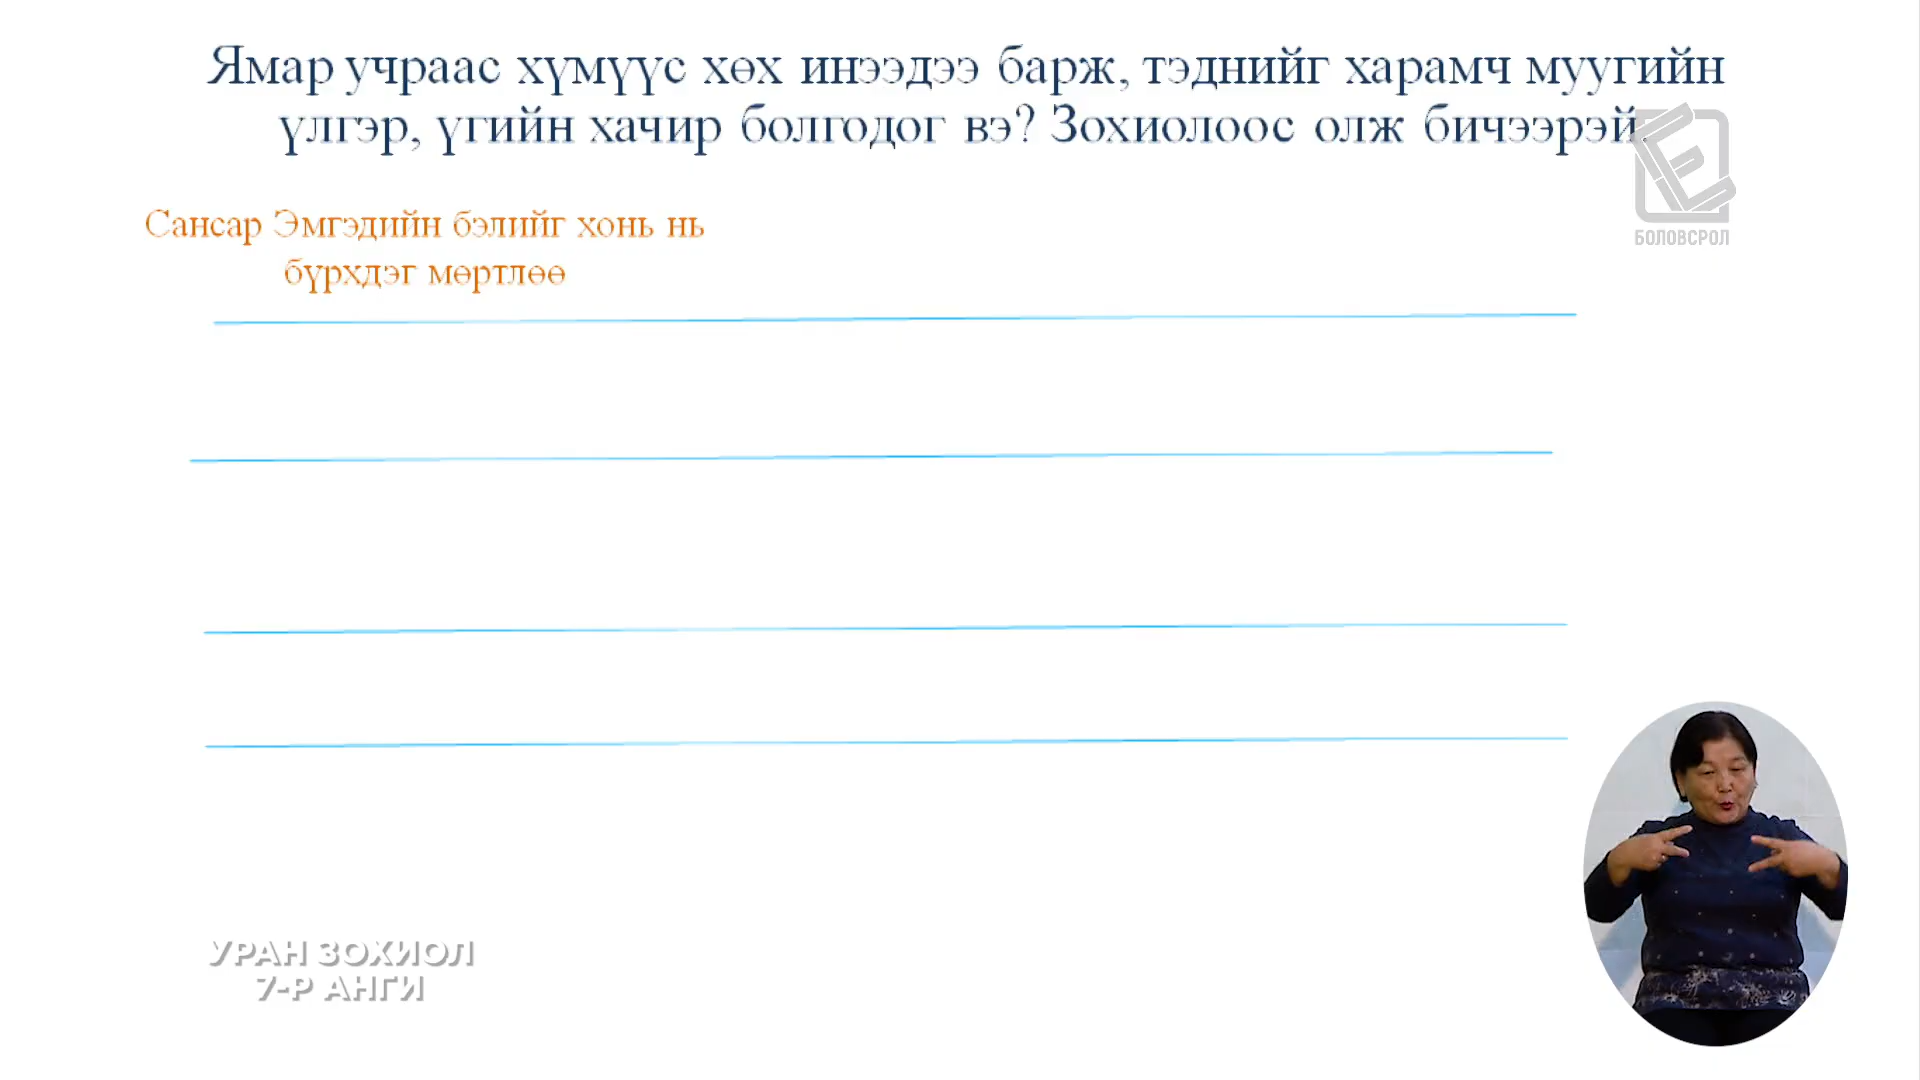 Ямар учраас хүмүүс хөх инээдээ барж, тэднийг харамч муугийн
үлгэр, үгийн хачир болгодог вэ? Зохиолоос олж бичээрэй.
БОЛОВСРОЛ
Сансар Эмгэдийн бэлийг хонь нь
бүрхдэг мөртлөө
УРАН ЗОХИОЛ
7-Р АНГИ